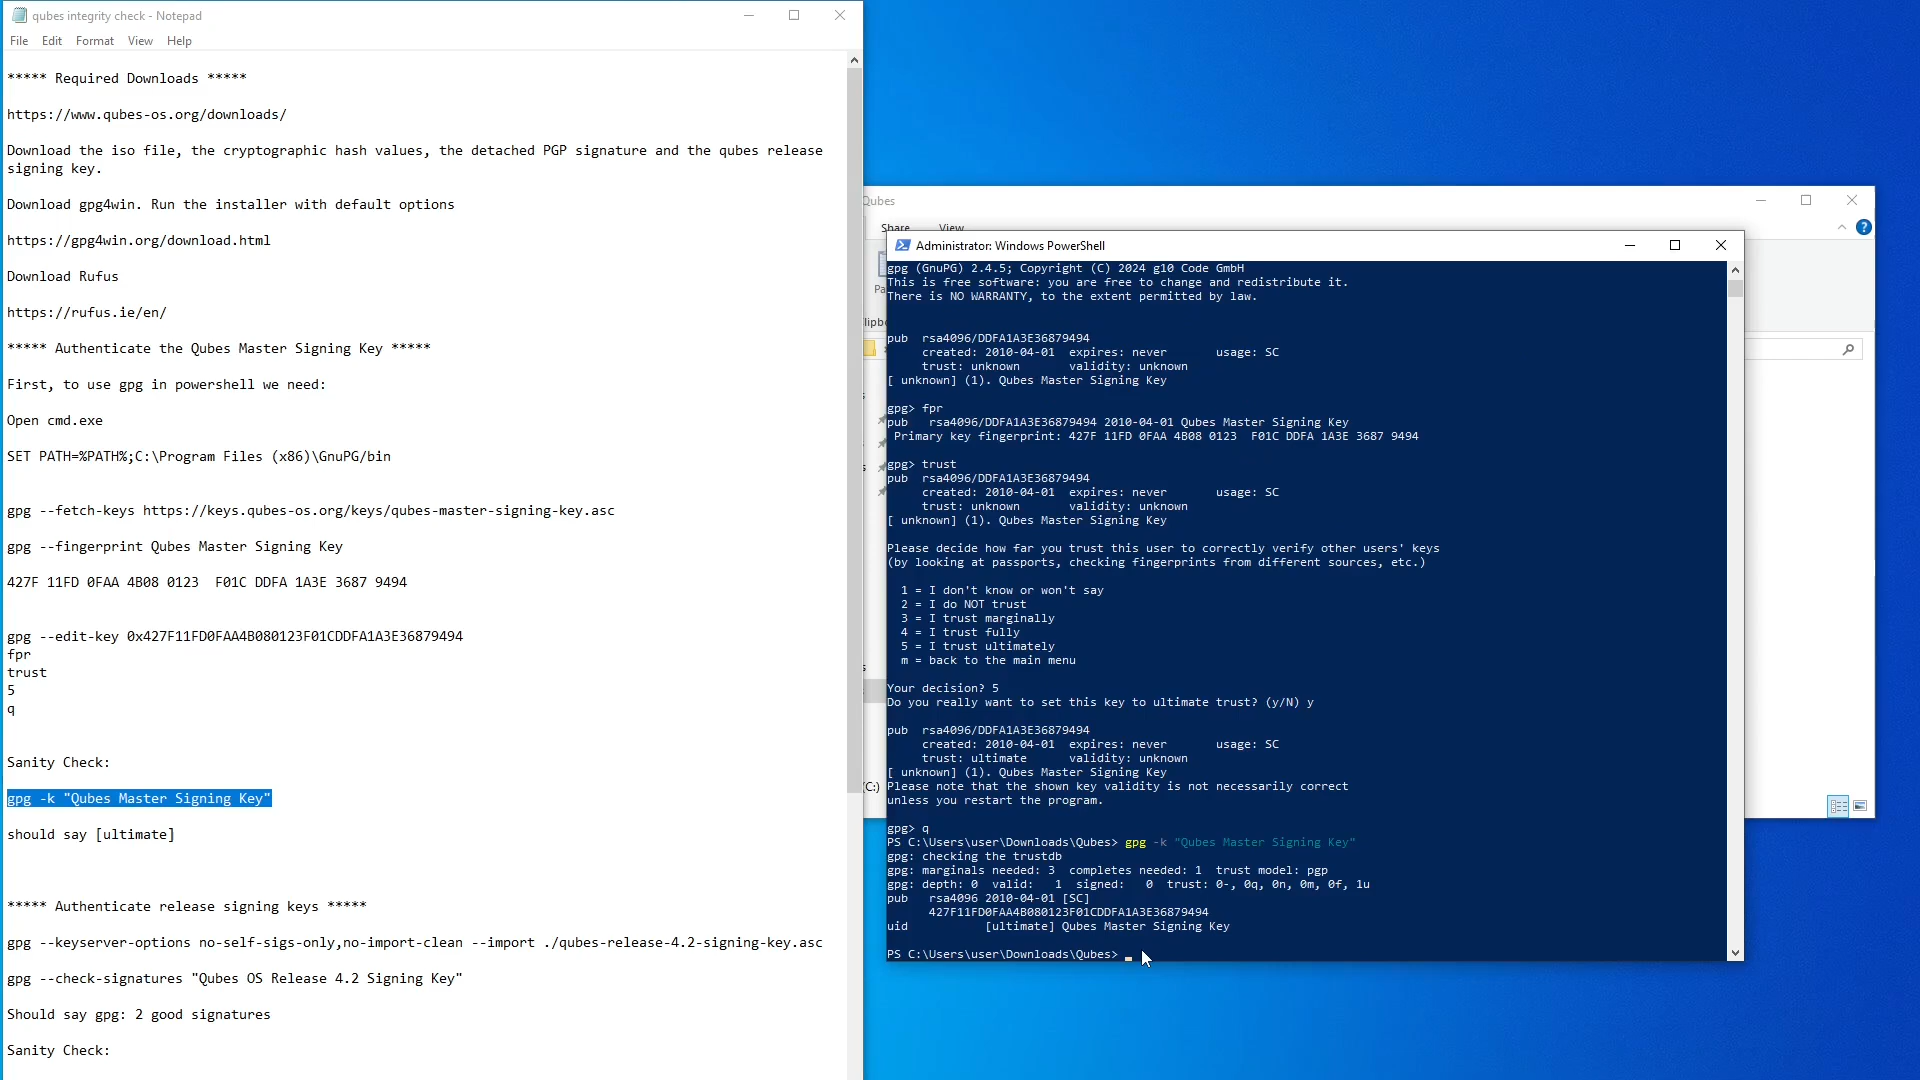 qubes integrity check - Notepad
File Edit Format View Help
***** Required Downloads *****
https://www.qubes-os.org/downloads/
Download the iso file, the cryptographic hash values, the detached PGP signature and the qubes release
signing key.
Download gpg4win. Run the installer with default options
https://gpg4win.org/download.html
Download Rufus
https://rufus.ie/en/
***** Authenticate the Qubes Master Signing Key *****
First, to use gpg in powershell we need:
Open cmd.exe
SET PATH=%PATH%;C:\Program Files (x86)\GnuPG/bin
gpg --fetch-keys https://keys.qubes-os.org/keys/qubes-master-signing-key.asc
gpg --fingerprint Qubes Master Signing Key
427F 11FD 0FAA 4B08 0123  F01C DDFA 1A3E 3687 9494
gpg --edit-key 0x427F11FD0FAA4B080123F01CDDFA1A3E36879494
fpr
trust
5
q
Sanity Check:
gpg -k "Qubes Master Signing Key"
should say [ultimate]
***** Authenticate release signing keys *****
gpg --keyserver-options no-self-sigs-only,no-import-clean --import ./qubes-release-4.2-signing-key.asc
gpg --check-signatures "Qubes OS Release 4.2 Signing Key"
Should say gpg: 2 good signatures
Sanity Check:
Qubes
Share View
(C:)
Administrator: Windows PowerShell
gpg (GnuPG) 2.4.5; Copyright (C) 2024 g10 Code GmbH
This is free software: you are free to change and redistribute it.
There is NO WARRANTY, to the extent permitted by law.
pub  rsa4096/DDFA1A3E36879494
created: 2010-04-01  expires: never       usage: SC
trust: unknown       validity: unknown
[ unknown] (1). Qubes Master Signing Key
gpg> fpr
pub   rsa4096/DDFA1A3E36879494 2010-04-01 Qubes Master Signing Key
Primary key fingerprint: 427F 11FD 0FAA 4B08 0123  F01C DDFA 1A3E 3687 9494
gpg> trust
pub  rsa4096/DDFA1A3E36879494
created: 2010-04-01  expires: never       usage: SC
trust: unknown       validity: unknown
[ unknown] (1). Qubes Master Signing Key
Please decide how far you trust this user to correctly verify other users' keys
(by looking at passports, checking fingerprints from different sources, etc.)
1 = I don't know or won't say
2 = I do NOT trust
3 = I trust marginally
4 = I trust fully
5 = I trust ultimately
m = back to the main menu
Your decision? 5
Do you really want to set this key to ultimate trust? (y/N) y
pub  rsa4096/DDFA1A3E36879494
created: 2010-04-01  expires: never       usage: SC
trust: ultimate      validity: unknown
[ unknown] (1). Qubes Master Signing Key
Please note that the shown key validity is not necessarily correct
unless you restart the program.
gpg> q
PS C:\Users\user\Downloads\Qubes> gpg -k "Qubes Master Signing Key"
gpg: checking the trustdb
gpg: marginals needed: 3  completes needed: 1  trust model: pgp
gpg: depth: 0  valid:   1  signed:   0  trust: 0-, 0q, 0n, 0m, 0f, 1u
pub   rsa4096 2010-04-01 [SC]
427F11FD0FAA4B080123F01CDDFA1A3E36879494
uid           [ultimate] Qubes Master Signing Key
PS C:\Users\user\Downloads\Qubes>